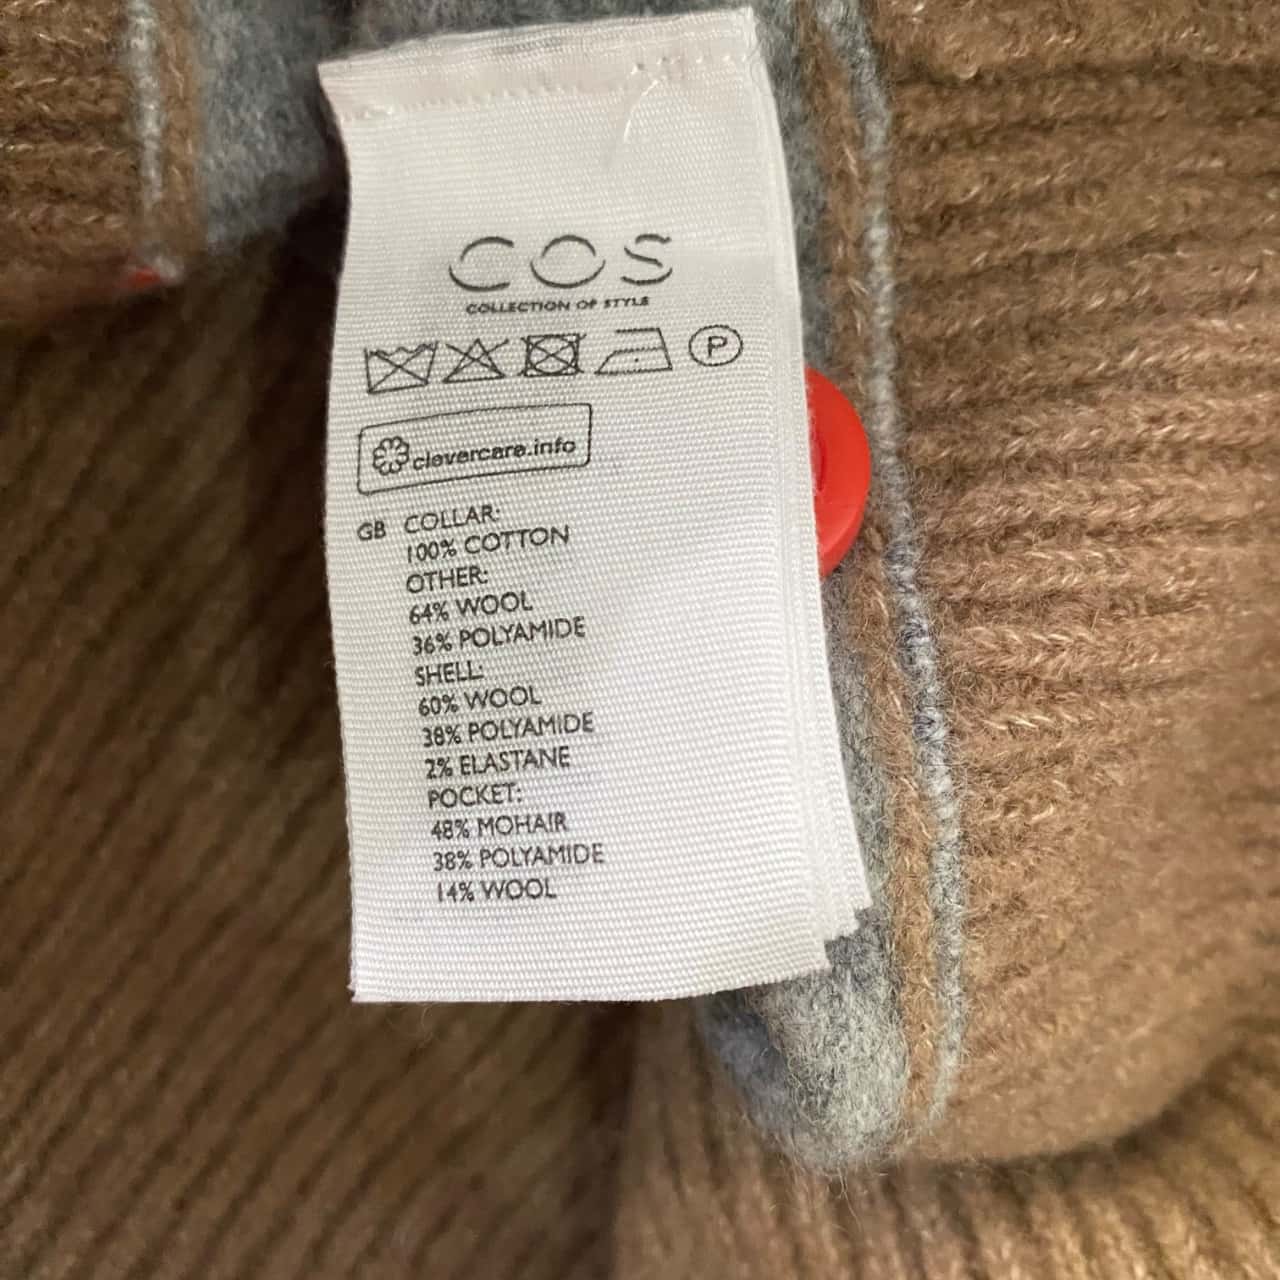 COS
COLLECTION OF STYLE
P
clevercare.info
GB COLLAR:
100% COTTON
OTHER:
64% WOOL
36% POLYAMIDE
SHELL:
60% WOOL
38% POLYAMIDE
2% ELASTANE
POCKET:
48% MOHAIR
38% POLYAMIDE
14% WOOL